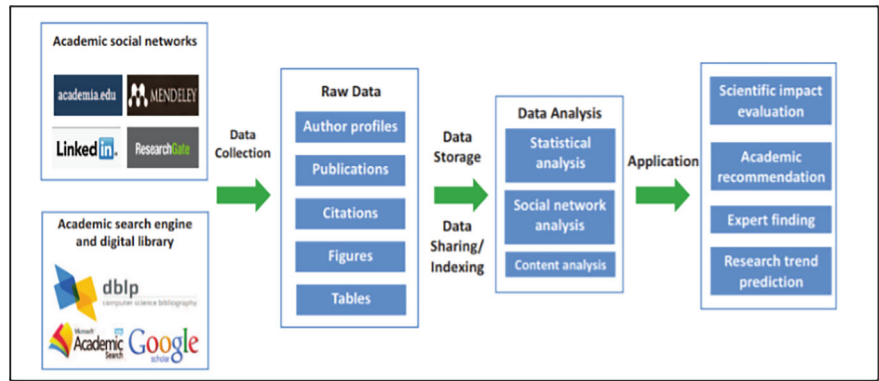 Academic social networks
academia.edu
MENDELEY
Linked in
ResearchGate
Academic search engine
and digital library
dblp
computer science bibliography
Microsoft
Academic
Search
Google
scholar
Data
Collection
Raw Data
Author profiles
Publications
Citations
Figures
Tables
Data
Storage
Data
Sharing/
Indexing
Data Analysis
Statistical
analysis
Social network
analysis
Content analysis
Application
Scientific impact
evaluation
Academic
recommendation
Expert finding
Research trend
prediction